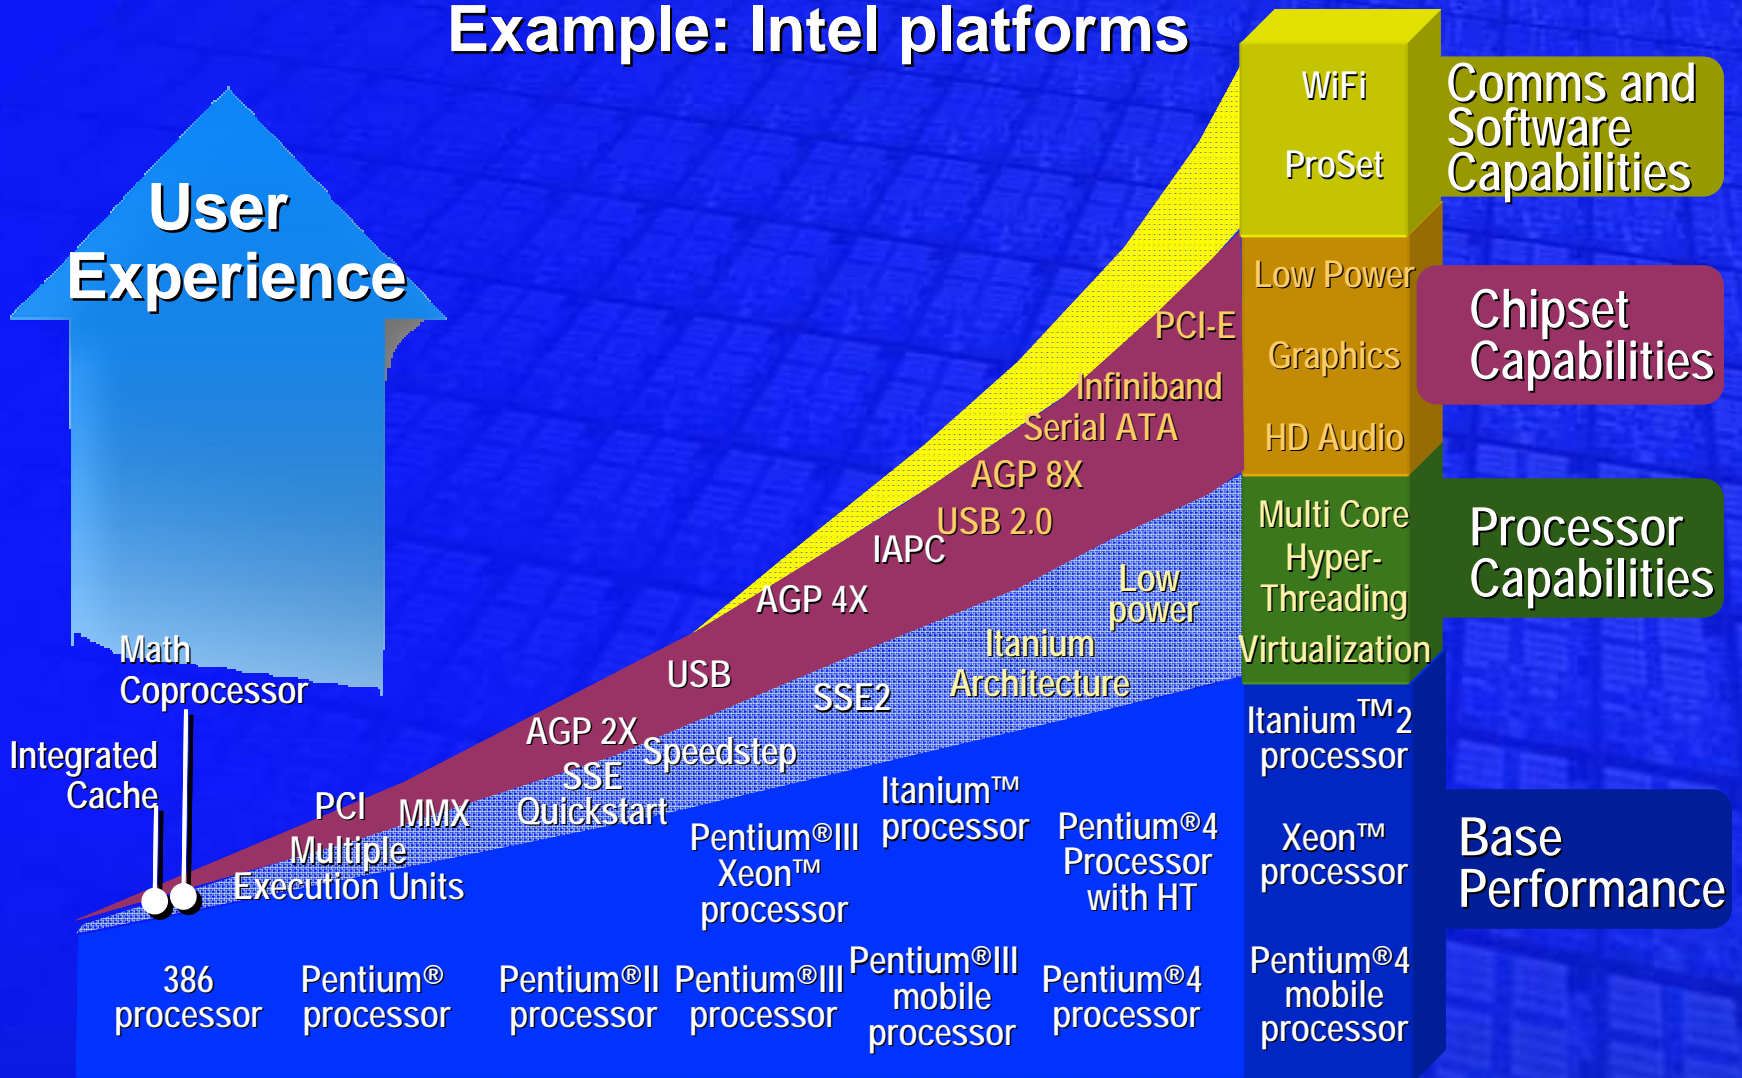 Example: Intel platforms
User
Experience
WiFi
ProSet
Comms and
Software
Capabilities
Low Power
Graphics
HD Audio
Chipset
Capabilities
PCI-E
Infiniband
Serial ATA
AGP 8X
USB 2.0
IAPC
AGP 4X
USB
AGP 2X
PCI
Multi Core
Hyper-
Threading
Virtualization
Processor
Capabilities
Low
power
Itanium
Architecture
SSE2
Speedstep
SSE
Quickstart
MMX
Multiple
Execution Units
Math
Coprocessor
Integrated
Cache
Itanium™2
processor
Xeon™
processor
Pentium®4
mobile
processor
Base
Performance
Itanium™
processor
Pentium®4
Processor
with HT
Pentium®III
Xeon™
processor
386
processor
Pentium®
processor
Pentium®II
processor
Pentium®III
processor
Pentium®III
mobile
processor
Pentium®4
processor